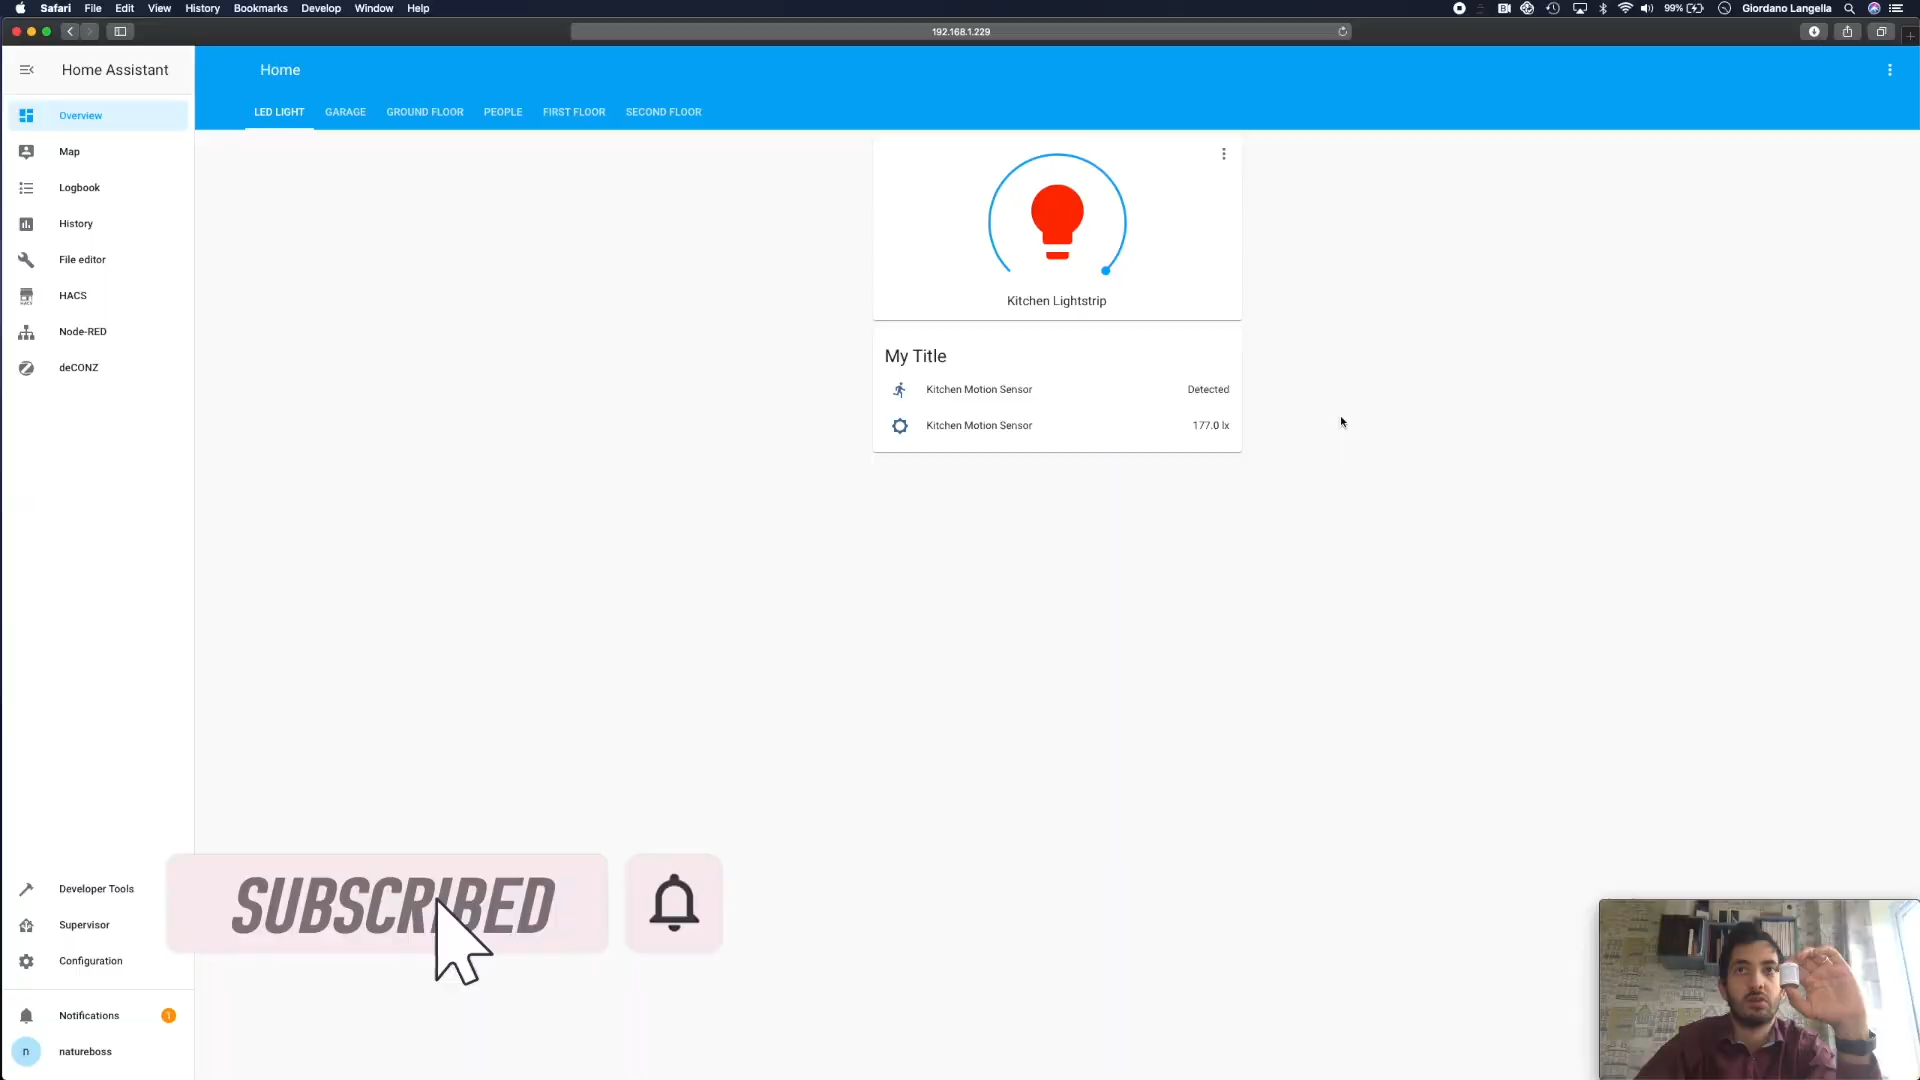 Safari File Edit View History Bookmarks Develop Window Help 99% Giordano Langella
192.168.1.229
Home Assistant
Home
LED LIGHT GARAGE GROUND FLOOR PEOPLE FIRST FLOOR SECOND FLOOR
Overview
Map
Logbook
History
File editor
HACS
Node-RED
deCONZ
Kitchen Lightstrip
My Title
Kitchen Motion Sensor Detected
Kitchen Motion Sensor 177.0 lx
SUBSCRIBED
Developer Tools
Supervisor
Configuration
Notifications 1
n natureboss